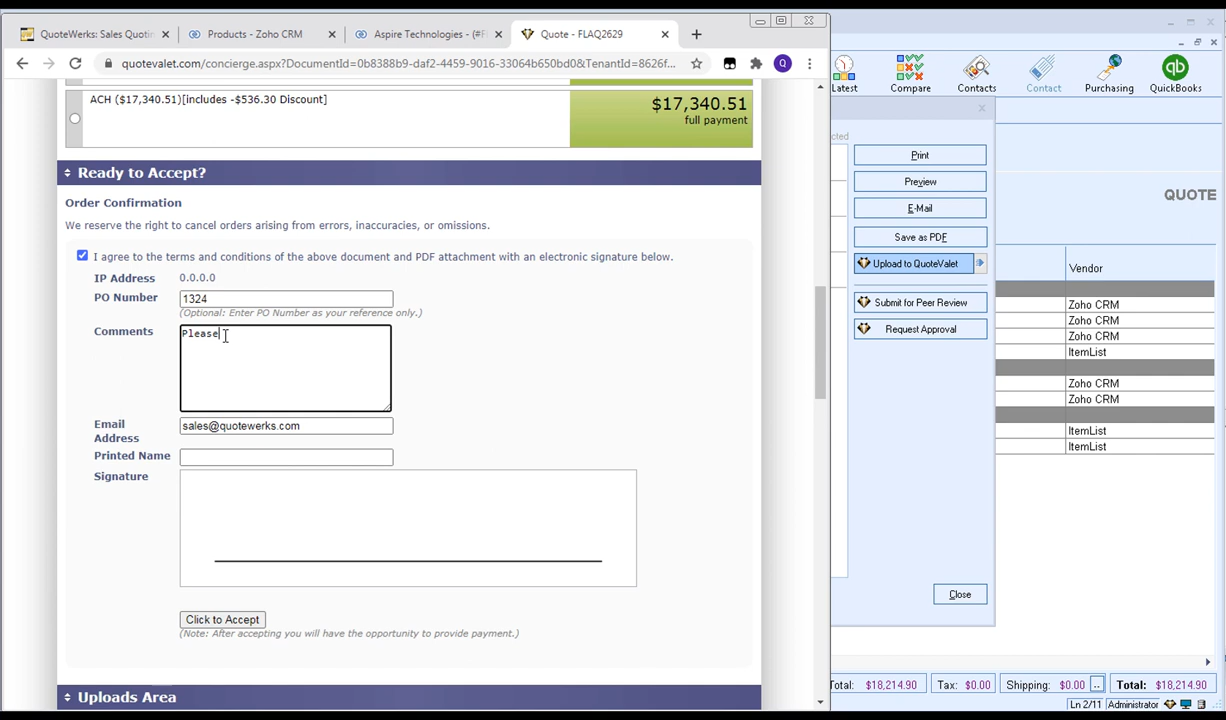 QuoteWerks: Sales Quotin
Products - Zoho CRM
Aspire Technologies - (#F
Quote - FLAQ2629
quotevalet.com/concierge.aspx?DocumentId=0b8388b9-daf2-4459-9016-33064b650bd0&TenantId=8626f...
Q
Latest
Compare
Contacts
Contact
Purchasing
qb
QuickBooks
ACH ($17,340.51)[includes -$536.30 Discount]
$17,340.51
full payment
cted
Print
Preview
E-Mail
Save as PDF
Upload to QuoteValet
Submit for Peer Review
Request Approval
Close
QUOTE
Vendor
Zoho CRM
Zoho CRM
Zoho CRM
ItemList
Zoho CRM
Zoho CRM
ItemList
ItemList
Ready to Accept?
Order Confirmation
We reserve the right to cancel orders arising from errors, inaccuracies, or omissions.
I agree to the terms and conditions of the above document and PDF attachment with an electronic signature below.
IP Address 0.0.0.0
PO Number 1324
(Optional: Enter PO Number as your reference only.)
Comments Please
Email Address sales@quotewerks.com
Printed Name
Signature
Click to Accept
(Note: After accepting you will have the opportunity to provide payment.)
Uploads Area
otal: $18,214.90 Tax: $0.00 Shipping: $0.00 .. Total: $18,214.90
Ln 2/11 Administrator